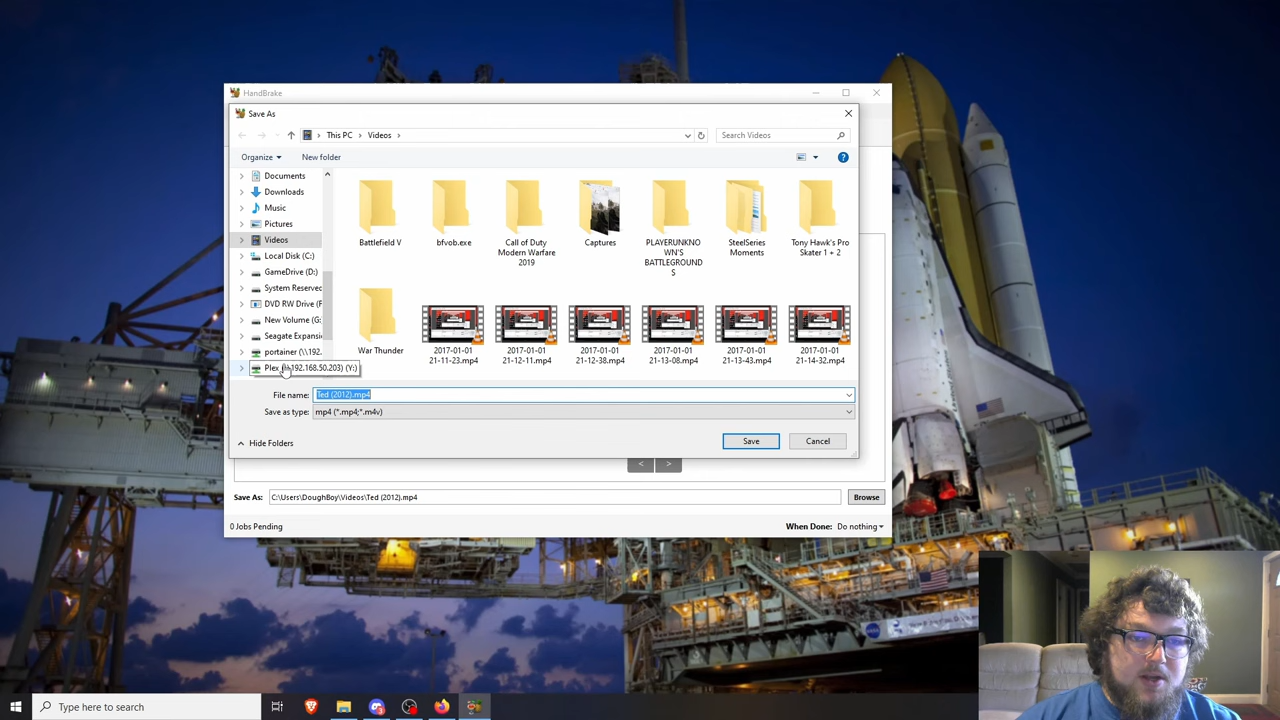 HandBrake
Save As
This PC > Videos >
Search Videos
Organize
New folder
Documents
Downloads
Music
Pictures
Videos
Local Disk (C:)
GameDrive (D:)
System Reserved
DVD RW Drive (F
New Volume (G:
Seagate Expansi
portainer (\\192.
Plex (\\192.168.50.203) (Y:)
Battlefield V
bfvob.exe
Call of Duty
Modern Warfare
2019
Captures
PLAYERUNKNO
WN'S
BATTLEGROUND
S
SteelSeries
Moments
Tony Hawk's Pro
Skater 1 + 2
War Thunder
2017-01-01
21-11-23.mp4
2017-01-01
21-12-11.mp4
2017-01-01
21-12-38.mp4
2017-01-01
21-13-08.mp4
2017-01-01
21-13-43.mp4
2017-01-01
21-14-32.mp4
File name: Ted (2012).mp4
Save as type: mp4 (*.mp4;*.m4v)
Hide Folders
Save
Cancel
< >
Save As: C:\Users\DoughBoy\Videos\Ted (2012).mp4
Browse
0 Jobs Pending
When Done: Do nothing
NASA
Type here to search